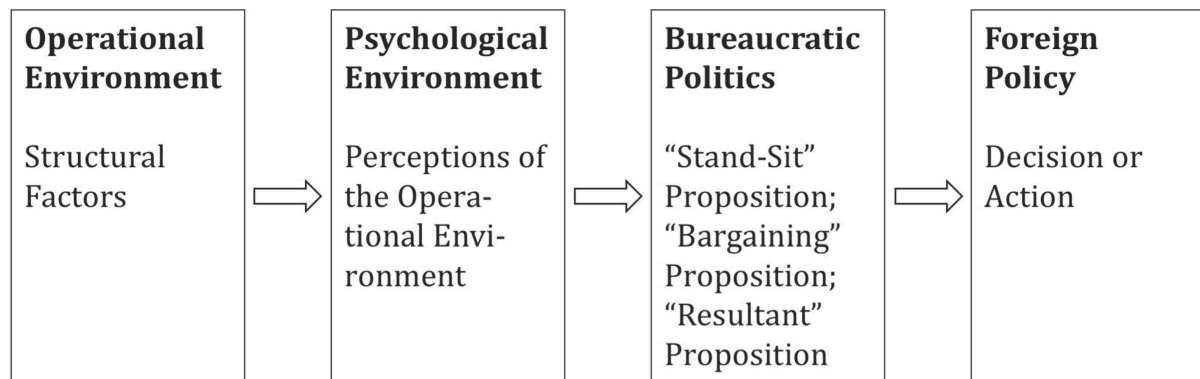 Operational
Environment
Structural
Factors
Psychological
Environment
Perceptions of
the Opera-
tional Envi-
ronment
Bureaucratic
Politics
“Stand-Sit”
Proposition;
“Bargaining”
Proposition;
“Resultant”
Proposition
Foreign
Policy
Decision or
Action